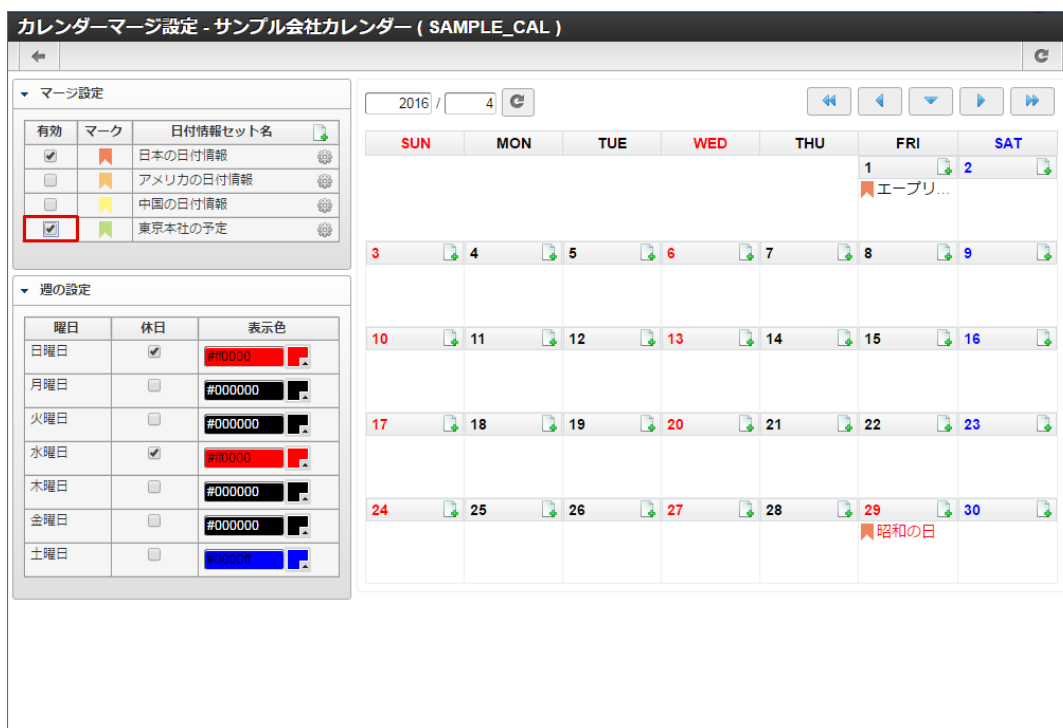 カレンダーマージ設定 - サンプル会社カレンダー ( SAMPLE_CAL )
マージ設定
有効 マーク 日付情報セット名
日本の日付情報
アメリカの日付情報
中国の日付情報
東京本社の予定
週の設定
曜日 休日 表示色
日曜日 #ff0000
月曜日 #000000
火曜日 #000000
水曜日 #ff0000
木曜日 #000000
金曜日 #000000
土曜日 #0000ff
2016 / 4
SUN MON TUE WED THU FRI SAT
1 2
エープリ...
3 4 5 6 7 8 9
10 11 12 13 14 15 16
17 18 19 20 21 22 23
24 25 26 27 28 29 30
昭和の日